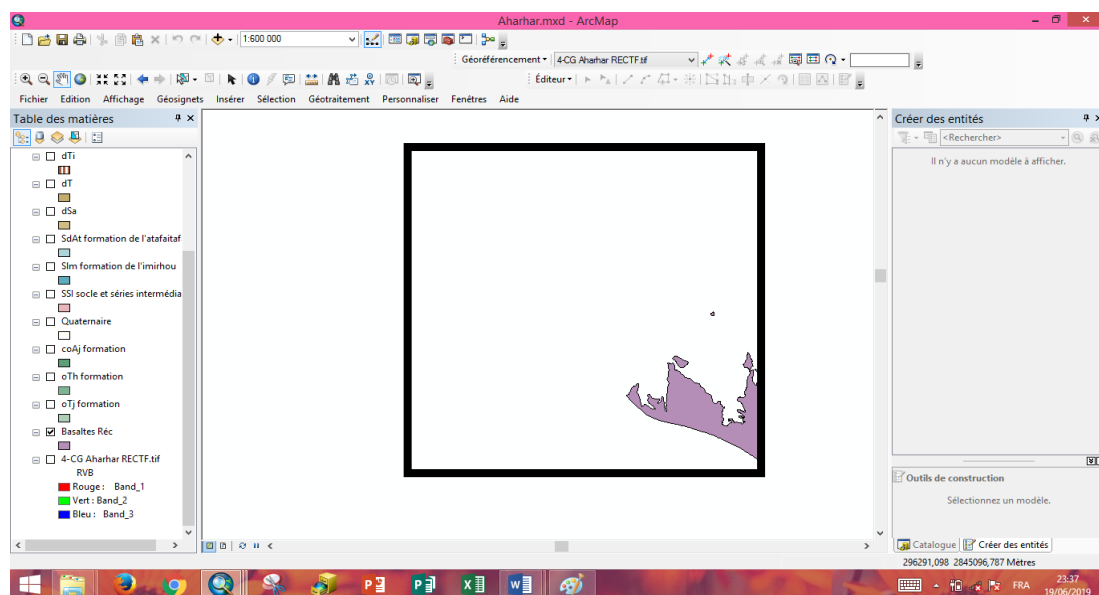 Aharhar.mxd - ArcMap
1:600 000
Géoréférencement 4-CG Aharhar RECTF.tif
Éditeur
Fichier Edition Affichage Géosignets Insérer Sélection Géotraitement Personnaliser Fenêtres Aide
Table des matières
dTi
dT
dSa
SdAt formation de l'atafaitaf
SIm formation de l'imirhou
SSI socle et séries intermédia
Quaternaire
coAj formation
oTh formation
oTj formation
Basaltes Réc
4-CG Aharhar RECTF.tif
RVB
Rouge : Band_1
Vert : Band_2
Bleu : Band_3
Créer des entités
<Rechercher>
Il n'y a aucun modèle à afficher.
Outils de construction
Sélectionnez un modèle.
Catalogue Créer des entités
296291,098 2845096,787 Mètres
FRA
23:37
19/06/2019